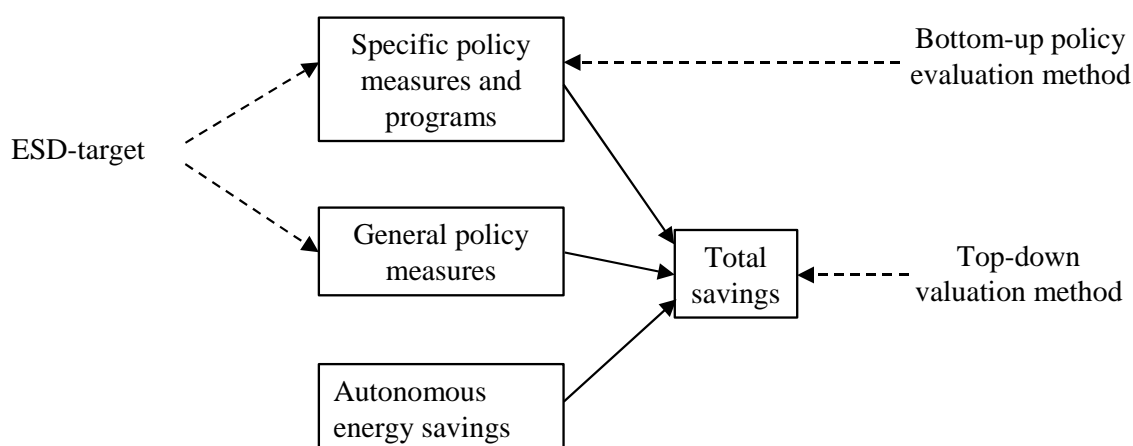 Specific policy
measures and
programs
Bottom-up policy
evaluation method
ESD-target
General policy
measures
Total
savings
Top-down
valuation method
Autonomous
energy savings